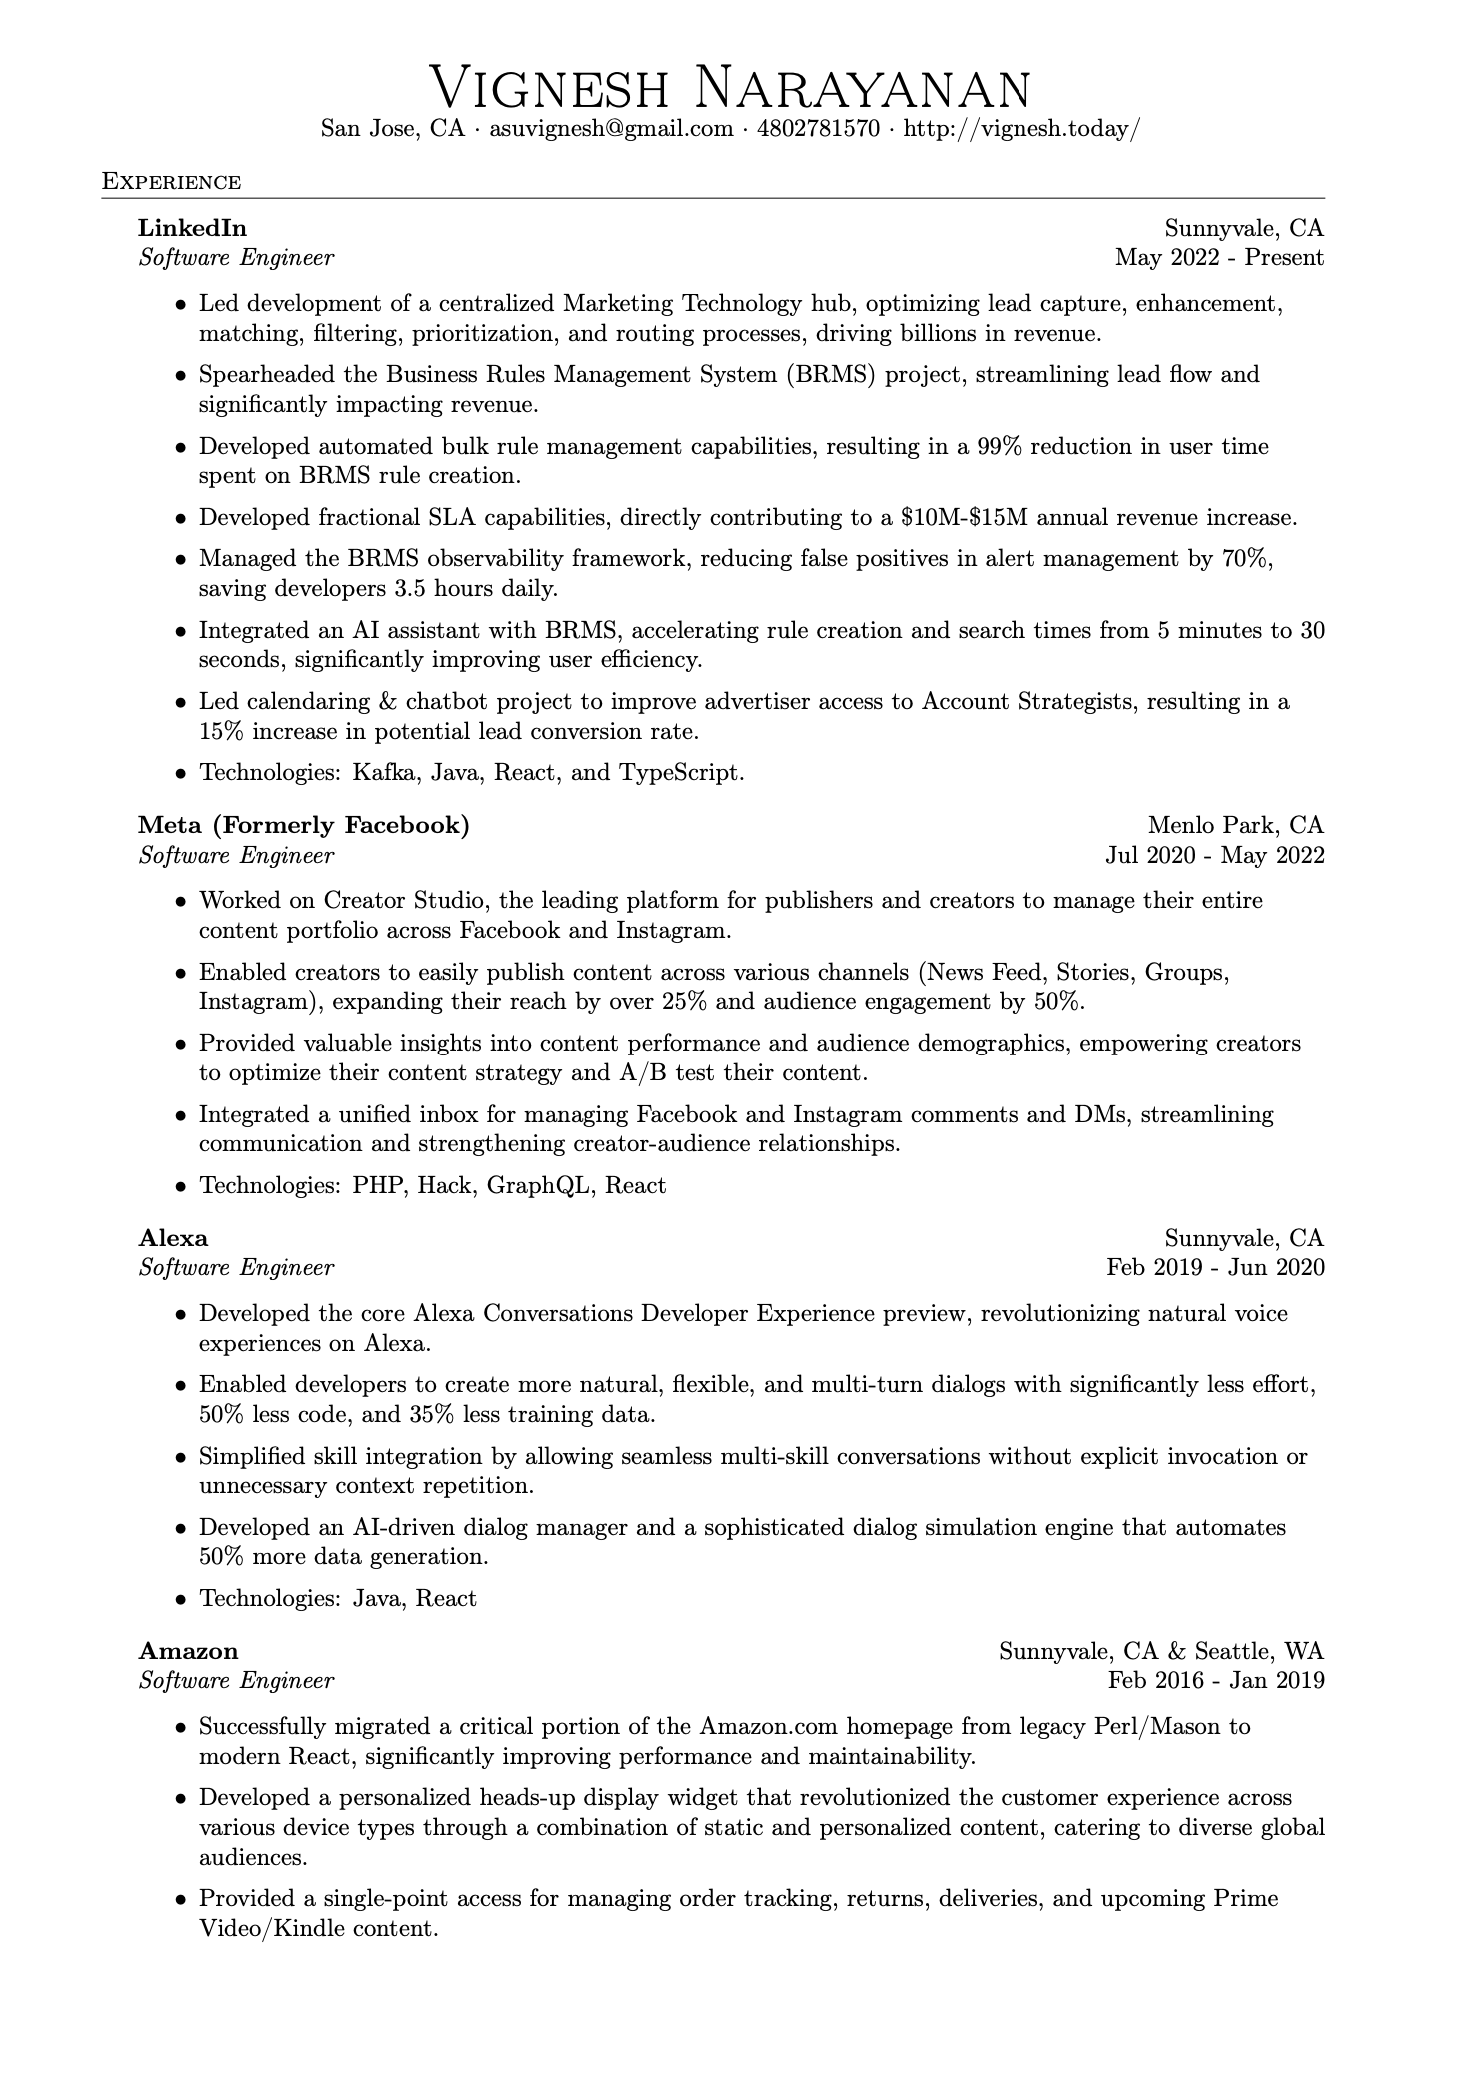 Vignesh Narayanan
San Jose, CA · asuvignesh@gmail.com · 4802781570 · http://vignesh.today/
Experience
LinkedIn Sunnyvale, CA
Software Engineer May 2022 - Present
• Led development of a centralized Marketing Technology hub, optimizing lead capture, enhancement,
matching, filtering, prioritization, and routing processes, driving billions in revenue.
• Spearheaded the Business Rules Management System (BRMS) project, streamlining lead flow and
significantly impacting revenue.
• Developed automated bulk rule management capabilities, resulting in a 99% reduction in user time
spent on BRMS rule creation.
• Developed fractional SLA capabilities, directly contributing to a $10M-$15M annual revenue increase.
• Managed the BRMS observability framework, reducing false positives in alert management by 70%,
saving developers 3.5 hours daily.
• Integrated an AI assistant with BRMS, accelerating rule creation and search times from 5 minutes to 30
seconds, significantly improving user efficiency.
• Led calendaring & chatbot project to improve advertiser access to Account Strategists, resulting in a
15% increase in potential lead conversion rate.
• Technologies: Kafka, Java, React, and TypeScript.
Meta (Formerly Facebook) Menlo Park, CA
Software Engineer Jul 2020 - May 2022
• Worked on Creator Studio, the leading platform for publishers and creators to manage their entire
content portfolio across Facebook and Instagram.
• Enabled creators to easily publish content across various channels (News Feed, Stories, Groups,
Instagram), expanding their reach by over 25% and audience engagement by 50%.
• Provided valuable insights into content performance and audience demographics, empowering creators
to optimize their content strategy and A/B test their content.
• Integrated a unified inbox for managing Facebook and Instagram comments and DMs, streamlining
communication and strengthening creator-audience relationships.
• Technologies: PHP, Hack, GraphQL, React
Alexa Sunnyvale, CA
Software Engineer Feb 2019 - Jun 2020
• Developed the core Alexa Conversations Developer Experience preview, revolutionizing natural voice
experiences on Alexa.
• Enabled developers to create more natural, flexible, and multi-turn dialogs with significantly less effort,
50% less code, and 35% less training data.
• Simplified skill integration by allowing seamless multi-skill conversations without explicit invocation or
unnecessary context repetition.
• Developed an AI-driven dialog manager and a sophisticated dialog simulation engine that automates
50% more data generation.
• Technologies: Java, React
Amazon Sunnyvale, CA & Seattle, WA
Software Engineer Feb 2016 - Jan 2019
• Successfully migrated a critical portion of the Amazon.com homepage from legacy Perl/Mason to
modern React, significantly improving performance and maintainability.
• Developed a personalized heads-up display widget that revolutionized the customer experience across
various device types through a combination of static and personalized content, catering to diverse global
audiences.
• Provided a single-point access for managing order tracking, returns, deliveries, and upcoming Prime
Video/Kindle content.